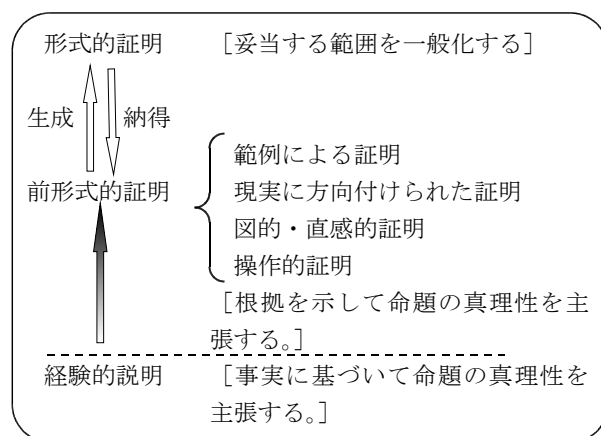 形式的証明 [妥当する範囲を一般化する]
生成 納得
範例による証明
前形式的証明 現実に方向付けられた証明
図的・直感的証明
操作的証明
[根拠を示して命題の真理性を主
張する。]
経験的説明 [事実に基づいて命題の真理性を
主張する。]